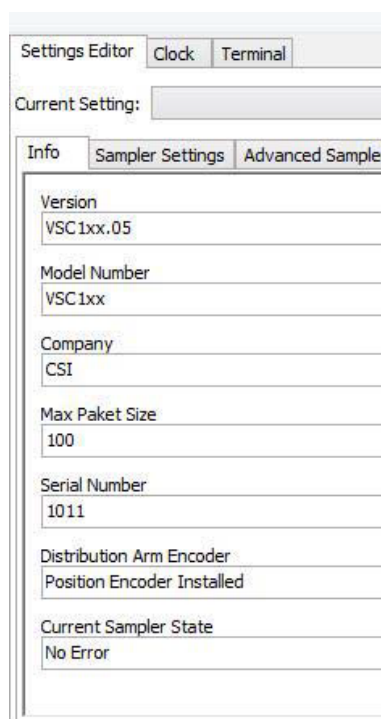 Settings Editor Clock Terminal
Current Setting:
Info Sampler Settings Advanced Sample
Version
VSC1xx.05
Model Number
VSC1xx
Company
CSI
Max Paket Size
100
Serial Number
1011
Distribution Arm Encoder
Position Encoder Installed
Current Sampler State
No Error